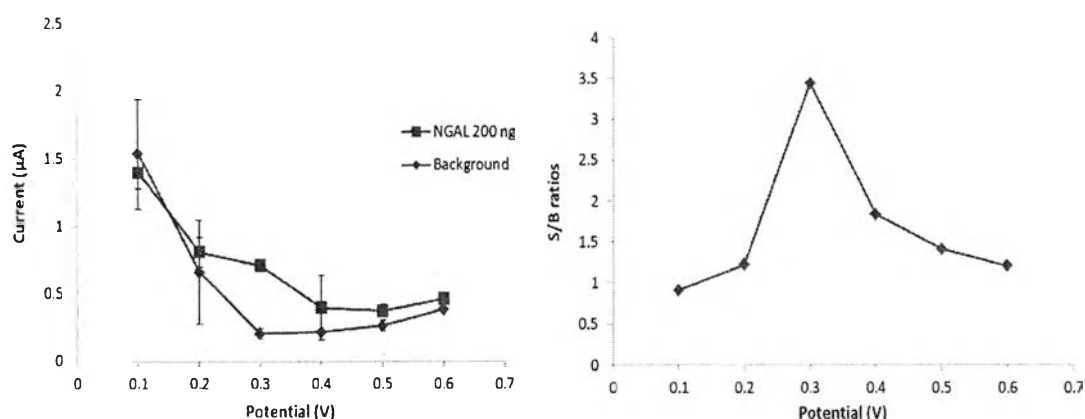 2.5
2
1.5
1
0.5
0
Current (µA)
NGAL 200 ng
Background
0 0.1 0.2 0.3 0.4 0.5 0.6 0.7
Potential (V)
4
3.5
3
2.5
2
1.5
1
0.5
0
S/B ratios
0 0.1 0.2 0.3 0.4 0.5 0.6 0.7
Potential (V)